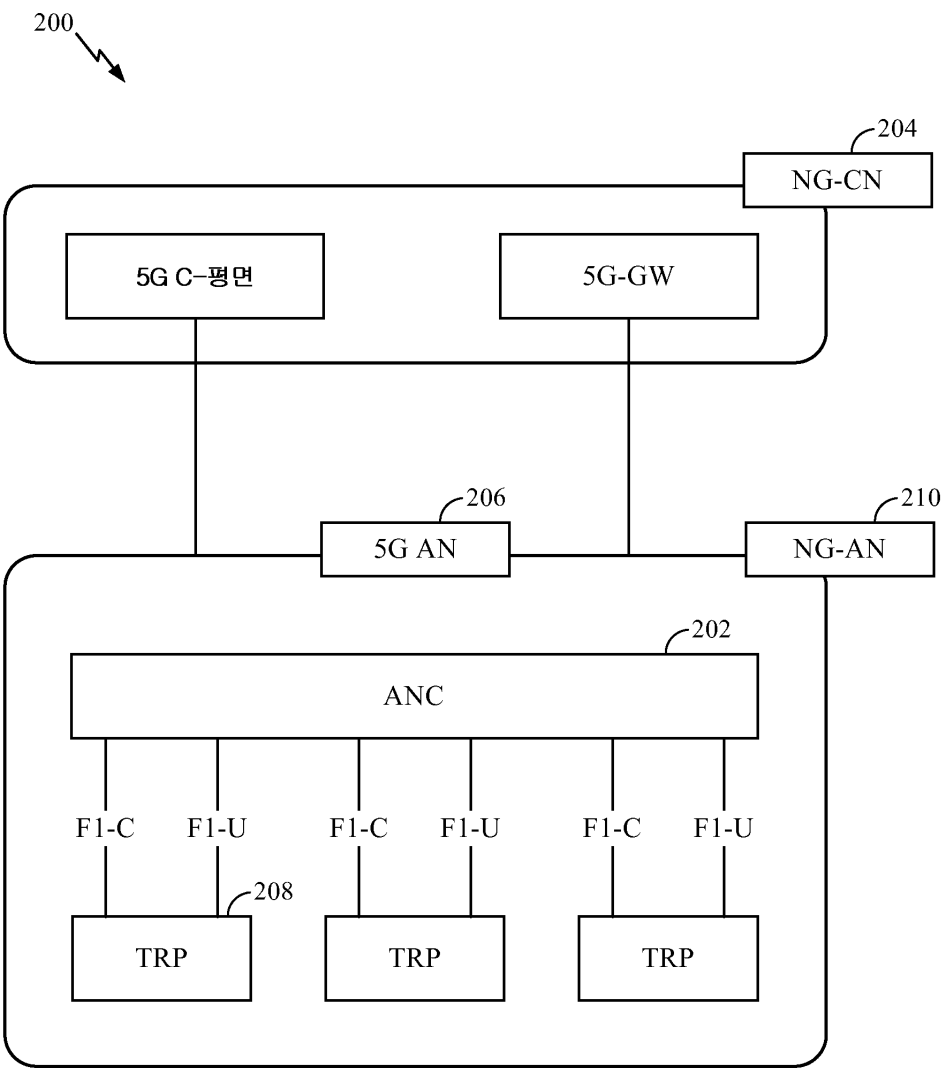 200
204
NG-CN
5G C-평면
5G-GW
206
210
5G AN
NG-AN
202
ANC
F1-C F1-U F1-C F1-U F1-C F1-U
208
TRP TRP TRP